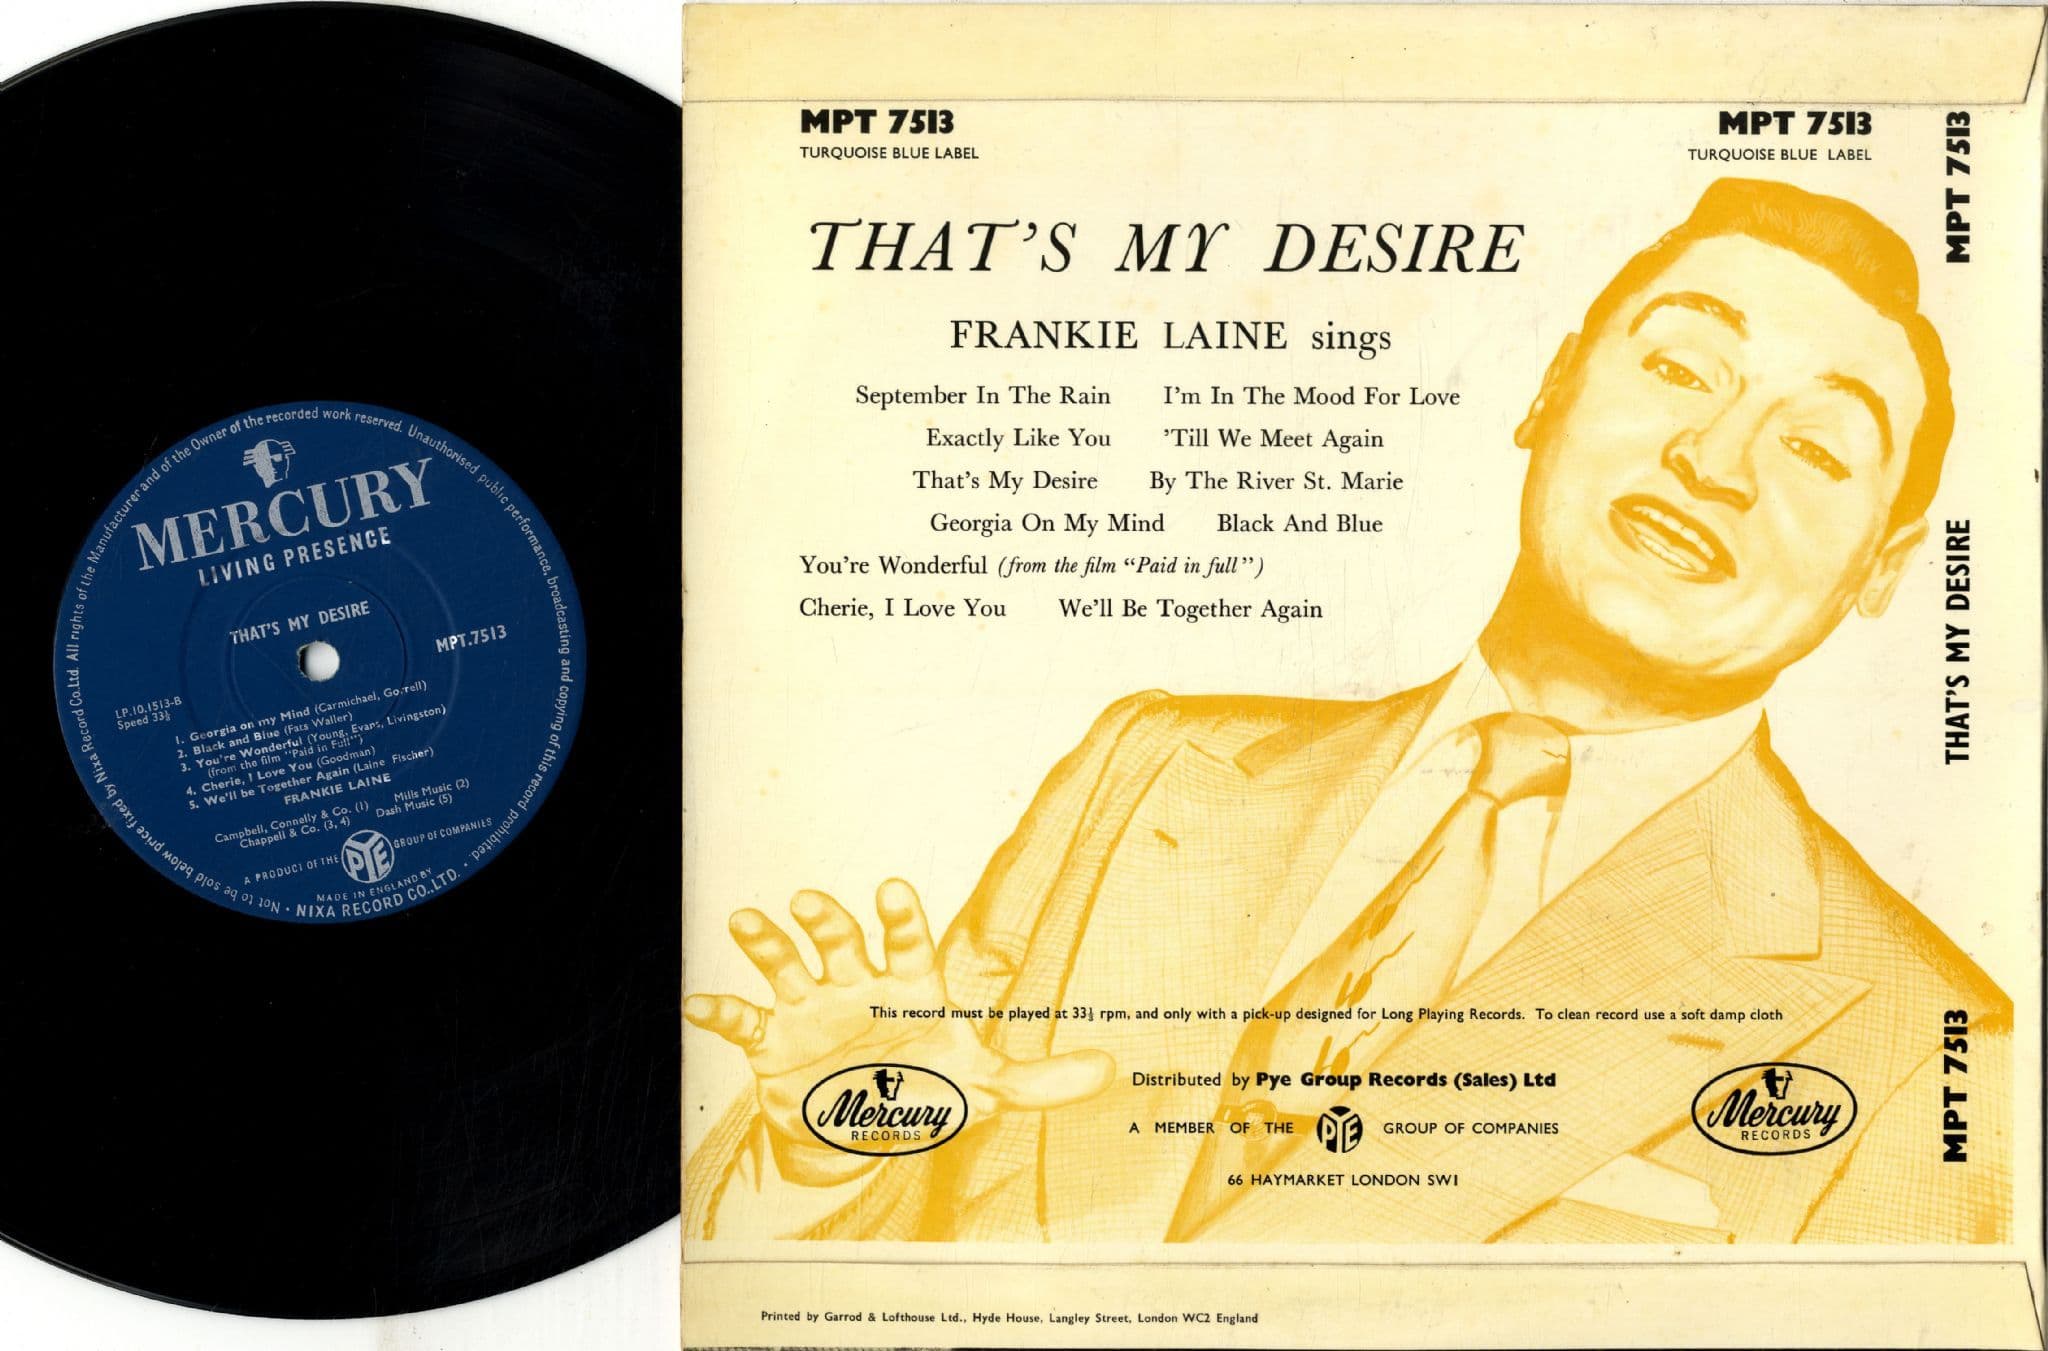 All rights of the Manufacturer and of the Owner of the recorded work reserved. Unauthorised public performance, broadcasting and copying of this record prohibited.
MERCURY
LIVING PRESENCE
THAT'S MY DESIRE
MPT.7513
LP.10.1513-B
Speed 33⅓
1. Georgia on my Mind (Carmichael, Gorrell)
2. Black and Blue (Fats Waller)
3. You're Wonderful (Young, Evans, Livingston)
(from the film "Paid in Full")
4. Cherie, I Love You (Goodman)
5. We'll be Together Again (Laine Fischer)
FRANKIE LAINE
Campbell, Connelly & Co. (1) Mills Music (2)
Chappell & Co. (3, 4) Dash Music (5)
A PRODUCT OF THE PYE GROUP OF COMPANIES
MADE IN ENGLAND BY
NIXA RECORD CO., LTD.
Not to be sold below price fixed by Nixa Record Co. Ltd.
MPT 7513
TURQUOISE BLUE LABEL
MPT 7513
TURQUOISE BLUE LABEL
THAT'S MY DESIRE
FRANKIE LAINE sings
September In The Rain I'm In The Mood For Love
Exactly Like You 'Till We Meet Again
That's My Desire By The River St. Marie
Georgia On My Mind Black And Blue
You're Wonderful (from the film "Paid in full")
Cherie, I Love You We'll Be Together Again
This record must be played at 33⅓ rpm, and only with a pick-up designed for Long Playing Records. To clean record use a soft damp cloth
Mercury
RECORDS
Distributed by Pye Group Records (Sales) Ltd
A MEMBER OF THE PYE GROUP OF COMPANIES
66 HAYMARKET LONDON SW1
Mercury
RECORDS
Printed by Garrod & Lofthouse Ltd., Hyde House, Langley Street, London WC2 England
MPT 7513
THAT'S MY DESIRE
MPT 7513